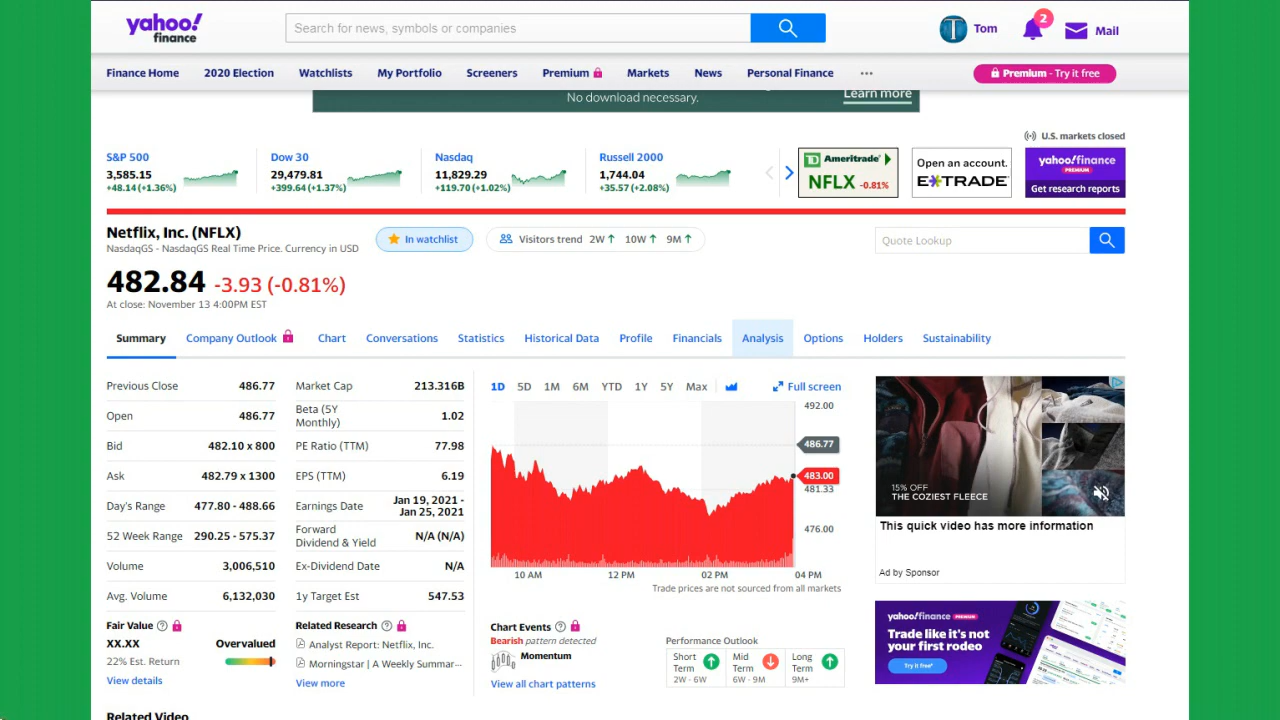 yahoo!
finance
Search for news, symbols or companies
Tom
2
Mail
Finance Home 2020 Election Watchlists My Portfolio Screeners Premium Markets News Personal Finance ...
Premium - Try it free
No download necessary.
Learn more
U.S. markets closed
S&P 500
3,585.15
+48.14 (+1.36%)
Dow 30
29,479.81
+399.64 (+1.37%)
Nasdaq
11,829.29
+119.70 (+1.02%)
Russell 2000
1,744.04
+35.57 (+2.08%)
TD Ameritrade
NFLX -0.81%
Open an account.
E*TRADE
yahoo!finance
PREMIUM
Get research reports
Netflix, Inc. (NFLX)
NasdaqGS - NasdaqGS Real Time Price. Currency in USD
In watchlist
Visitors trend 2W↑ 10W↑ 9M↑
Quote Lookup
482.84 -3.93 (-0.81%)
At close: November 13 4:00PM EST
Summary Company Outlook Chart Conversations Statistics Historical Data Profile Financials Analysis Options Holders Sustainability
Previous Close 486.77
Open 486.77
Bid 482.10 x 800
Ask 482.79 x 1300
Day's Range 477.80 - 488.66
52 Week Range 290.25 - 575.37
Volume 3,006,510
Avg. Volume 6,132,030
Market Cap 213.316B
Beta (5Y
Monthly) 1.02
PE Ratio (TTM) 77.98
EPS (TTM) 6.19
Earnings Date Jan 19, 2021 -
Jan 25, 2021
Forward
Dividend & Yield N/A (N/A)
Ex-Dividend Date N/A
1y Target Est 547.53
1D 5D 1M 6M YTD 1Y 5Y Max
Full screen
492.00
486.77
483.00
481.33
476.00
10 AM 12 PM 02 PM 04 PM
Trade prices are not sourced from all markets
15% OFF
THE COZIEST FLEECE
This quick video has more information
Ad by Sponsor
Fair Value
XX.XX Overvalued
22% Est. Return
View details
Related Research
Analyst Report: Netflix, Inc.
Morningstar | A Weekly Summar···
View more
Chart Events
Bearish pattern detected
Momentum
View all chart patterns
Performance Outlook
Short
Term
2W - 6W
Mid
Term
6W - 9M
Long
Term
9M+
yahoo!finance PREMIUM
Trade like it's not
your first rodeo
Try it free*
Related Video